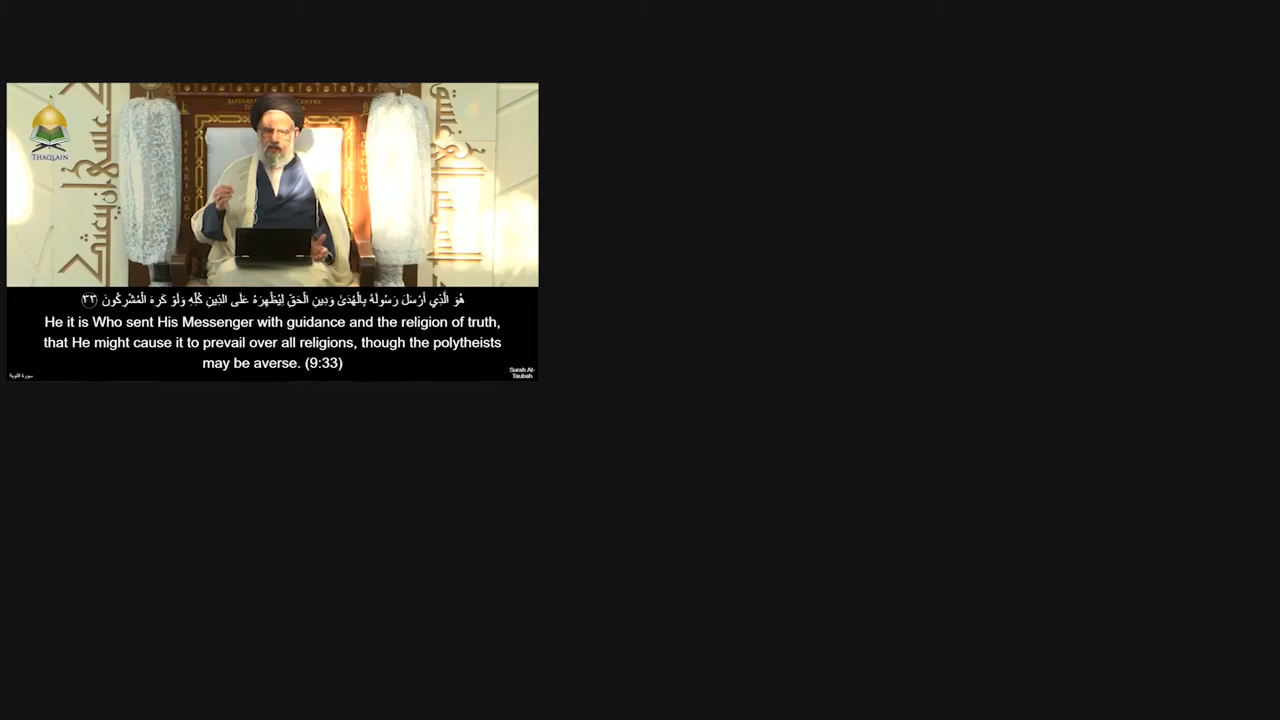 THAQLAIN
هُوَ الَّذِي أَرْسَلَ رَسُولَهُ بِالْهُدَىٰ وَدِينِ الْحَقِّ لِيُظْهِرَهُ عَلَى الدِّينِ كُلِّهِ وَلَوْ كَرِهَ الْمُشْرِكُونَ ﴿٣٣﴾
He it is Who sent His Messenger with guidance and the religion of truth,
that He might cause it to prevail over all religions, though the polytheists
may be averse. (9:33)
سورة التوبة
Surah At-
Taubah